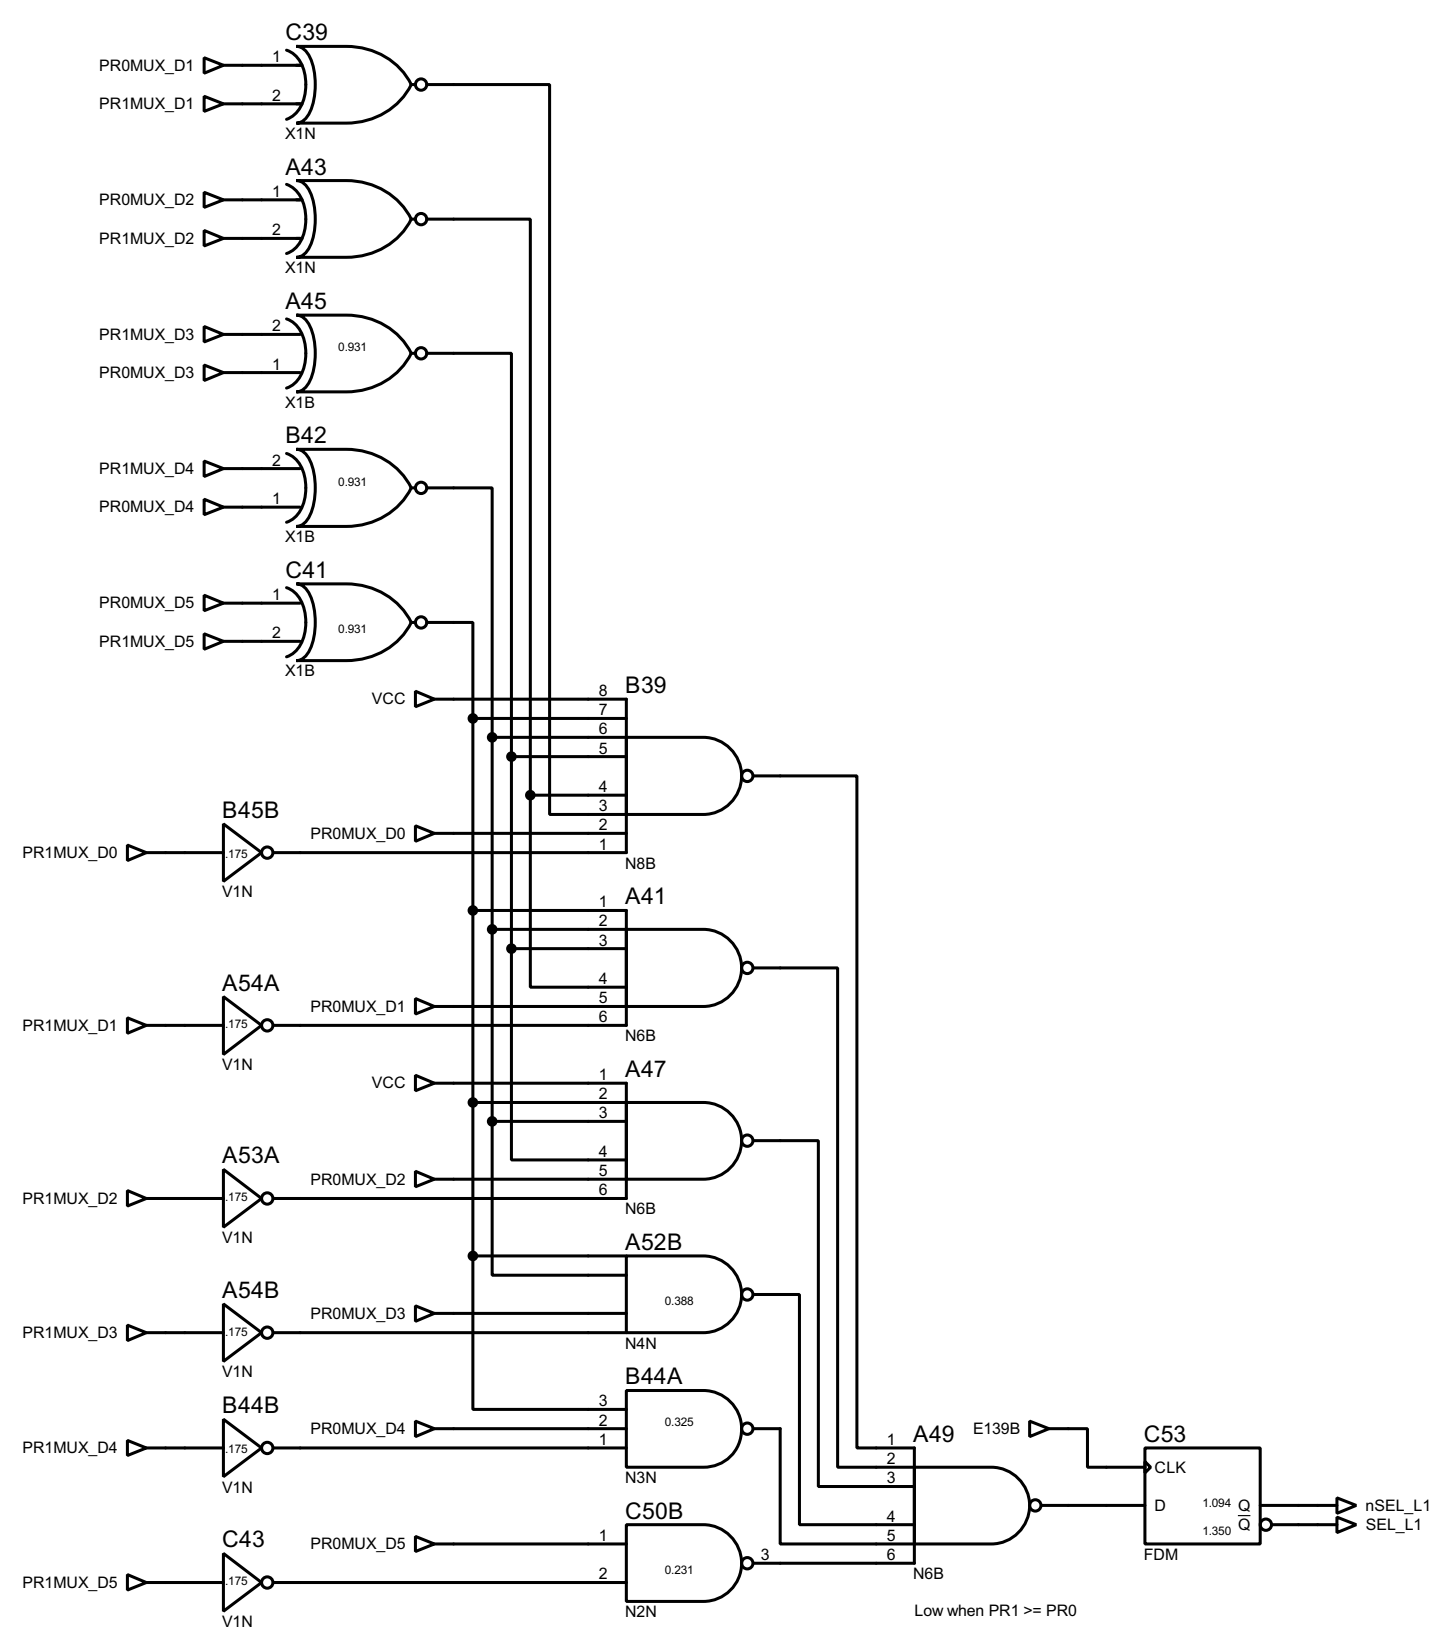 C39
PR0MUX_D1
1
PR1MUX_D1
2
X1N
A43
PR0MUX_D2
1
PR1MUX_D2
2
X1N
A45
PR1MUX_D3
2
0.931
PR0MUX_D3
1
X1B
B42
PR1MUX_D4
2
0.931
PR0MUX_D4
1
X1B
C41
PR0MUX_D5
1
0.931
PR1MUX_D5
2
X1B
B39
VCC
8
7
6
5
4
3
PR0MUX_D0
2
1
N8B
B45B
PR1MUX_D0
.175
V1N
A41
1
2
3
4
PR0MUX_D1
5
6
N6B
A54A
PR1MUX_D1
.175
V1N
A47
VCC
1
2
3
4
PR0MUX_D2
5
6
N6B
A53A
PR1MUX_D2
.175
V1N
A52B
0.388
PR0MUX_D3
N4N
A54B
PR1MUX_D3
.175
V1N
B44A
3
0.325
PR0MUX_D4
2
1
N3N
B44B
PR1MUX_D4
.175
V1N
C50B
PR0MUX_D5
1
0.231
2
3
N2N
C43
PR1MUX_D5
.175
V1N
A49
1
2
3
4
5
6
N6B
E139B
C53
CLK
D
1.094 Q
1.350 Q
FDM
nSEL_L1
SEL_L1
Low when PR1 >= PR0